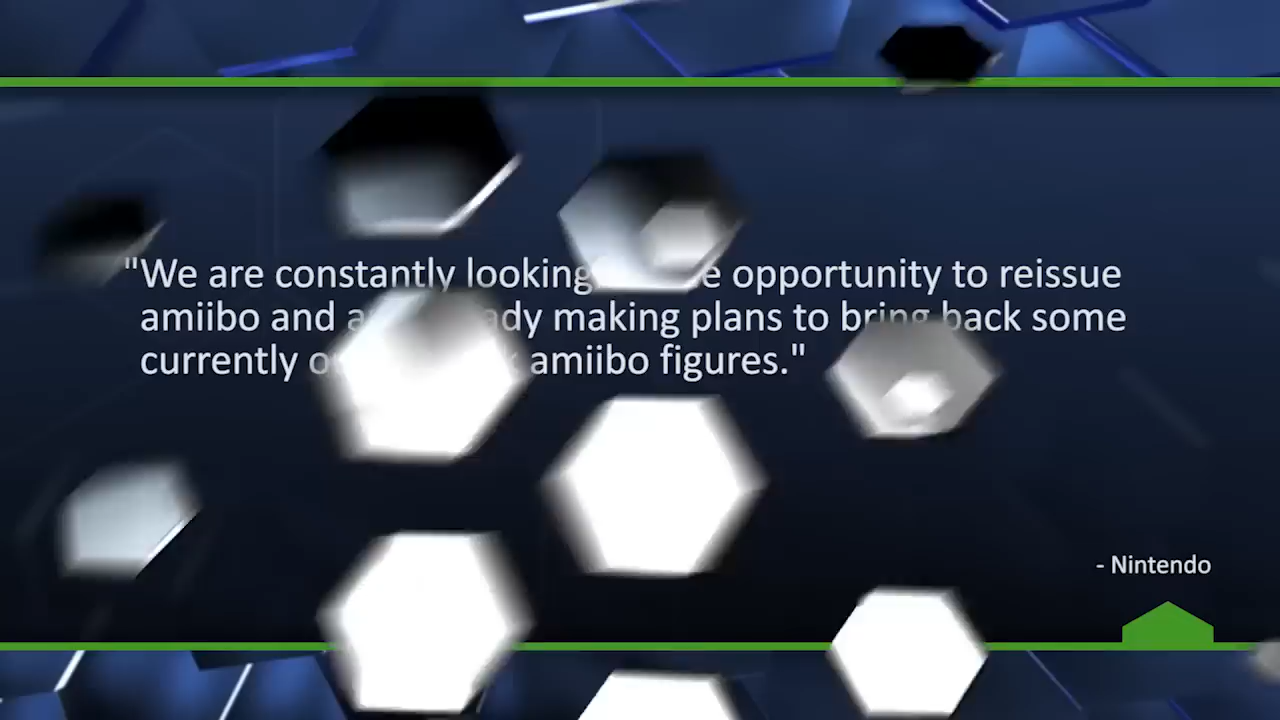 "We are constantly looking opportunity to reissue
amiibo and making plans to bring back some
currently amiibo figures."
- Nintendo